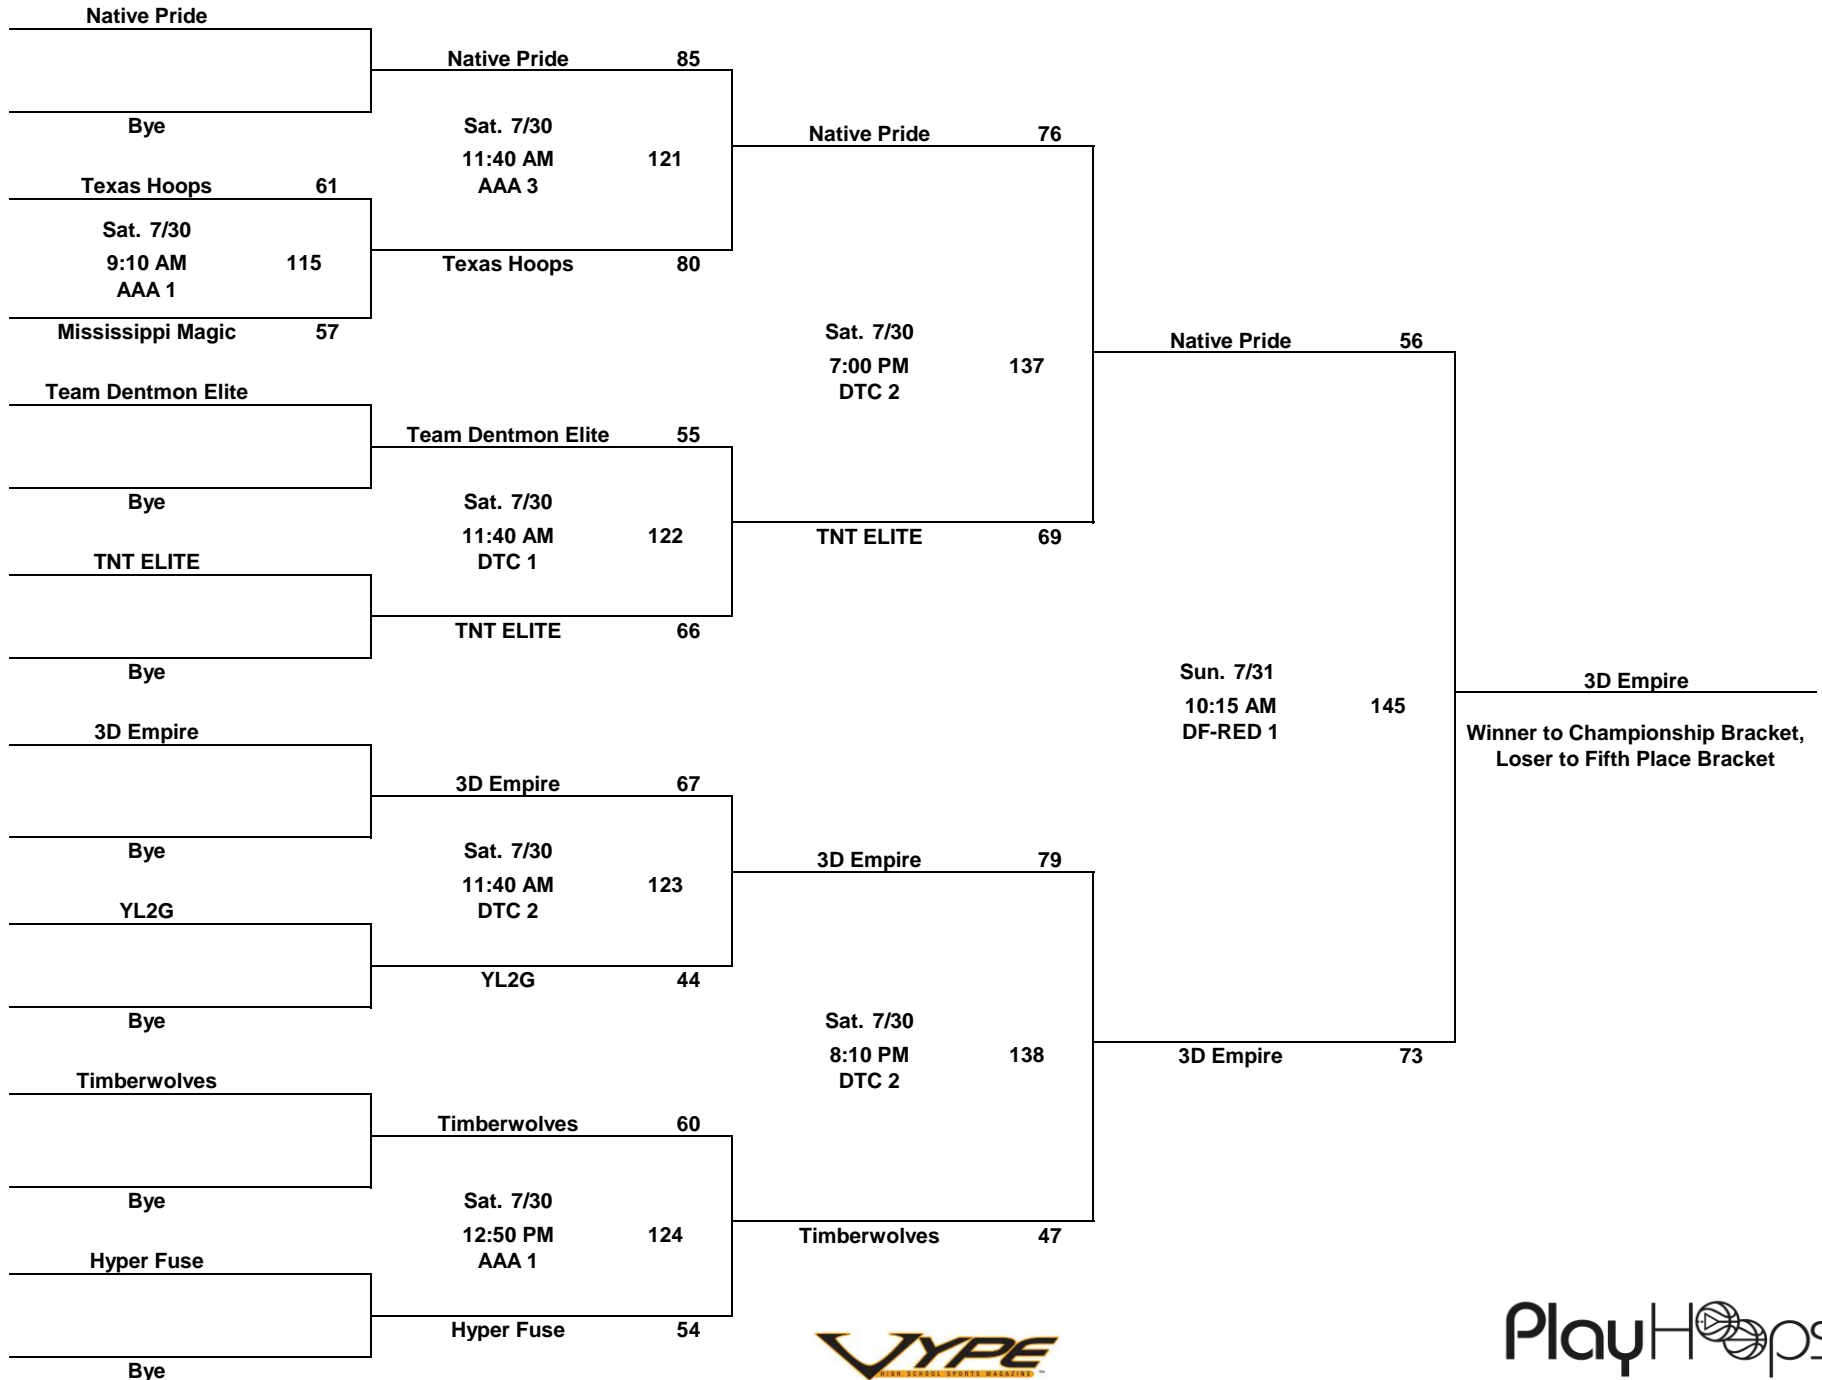 Native Pride
Bye
Texas Hoops 61
Sat. 7/30
9:10 AM 115
AAA 1
Mississippi Magic 57
Team Dentmon Elite
Bye
TNT ELITE
Bye
3D Empire
Bye
YL2G
Bye
Timberwolves
Bye
Hyper Fuse
Bye
Native Pride 85
Sat. 7/30
11:40 AM 121
AAA 3
Texas Hoops 80
Team Dentmon Elite 55
Sat. 7/30
11:40 AM 122
DTC 1
TNT ELITE 66
3D Empire 67
Sat. 7/30
11:40 AM 123
DTC 2
YL2G 44
Timberwolves 60
Sat. 7/30
12:50 PM 124
AAA 1
Hyper Fuse 54
Native Pride 76
Sat. 7/30
7:00 PM 137
DTC 2
TNT ELITE 69
3D Empire 79
Sat. 7/30
8:10 PM 138
DTC 2
Timberwolves 47
Native Pride 56
Sun. 7/31
10:15 AM 145
DF-RED 1
3D Empire 73
3D Empire
Winner to Championship Bracket,
Loser to Fifth Place Bracket
VYPE
HIGH SCHOOL SPORTS MAGAZINE
PlayHoops